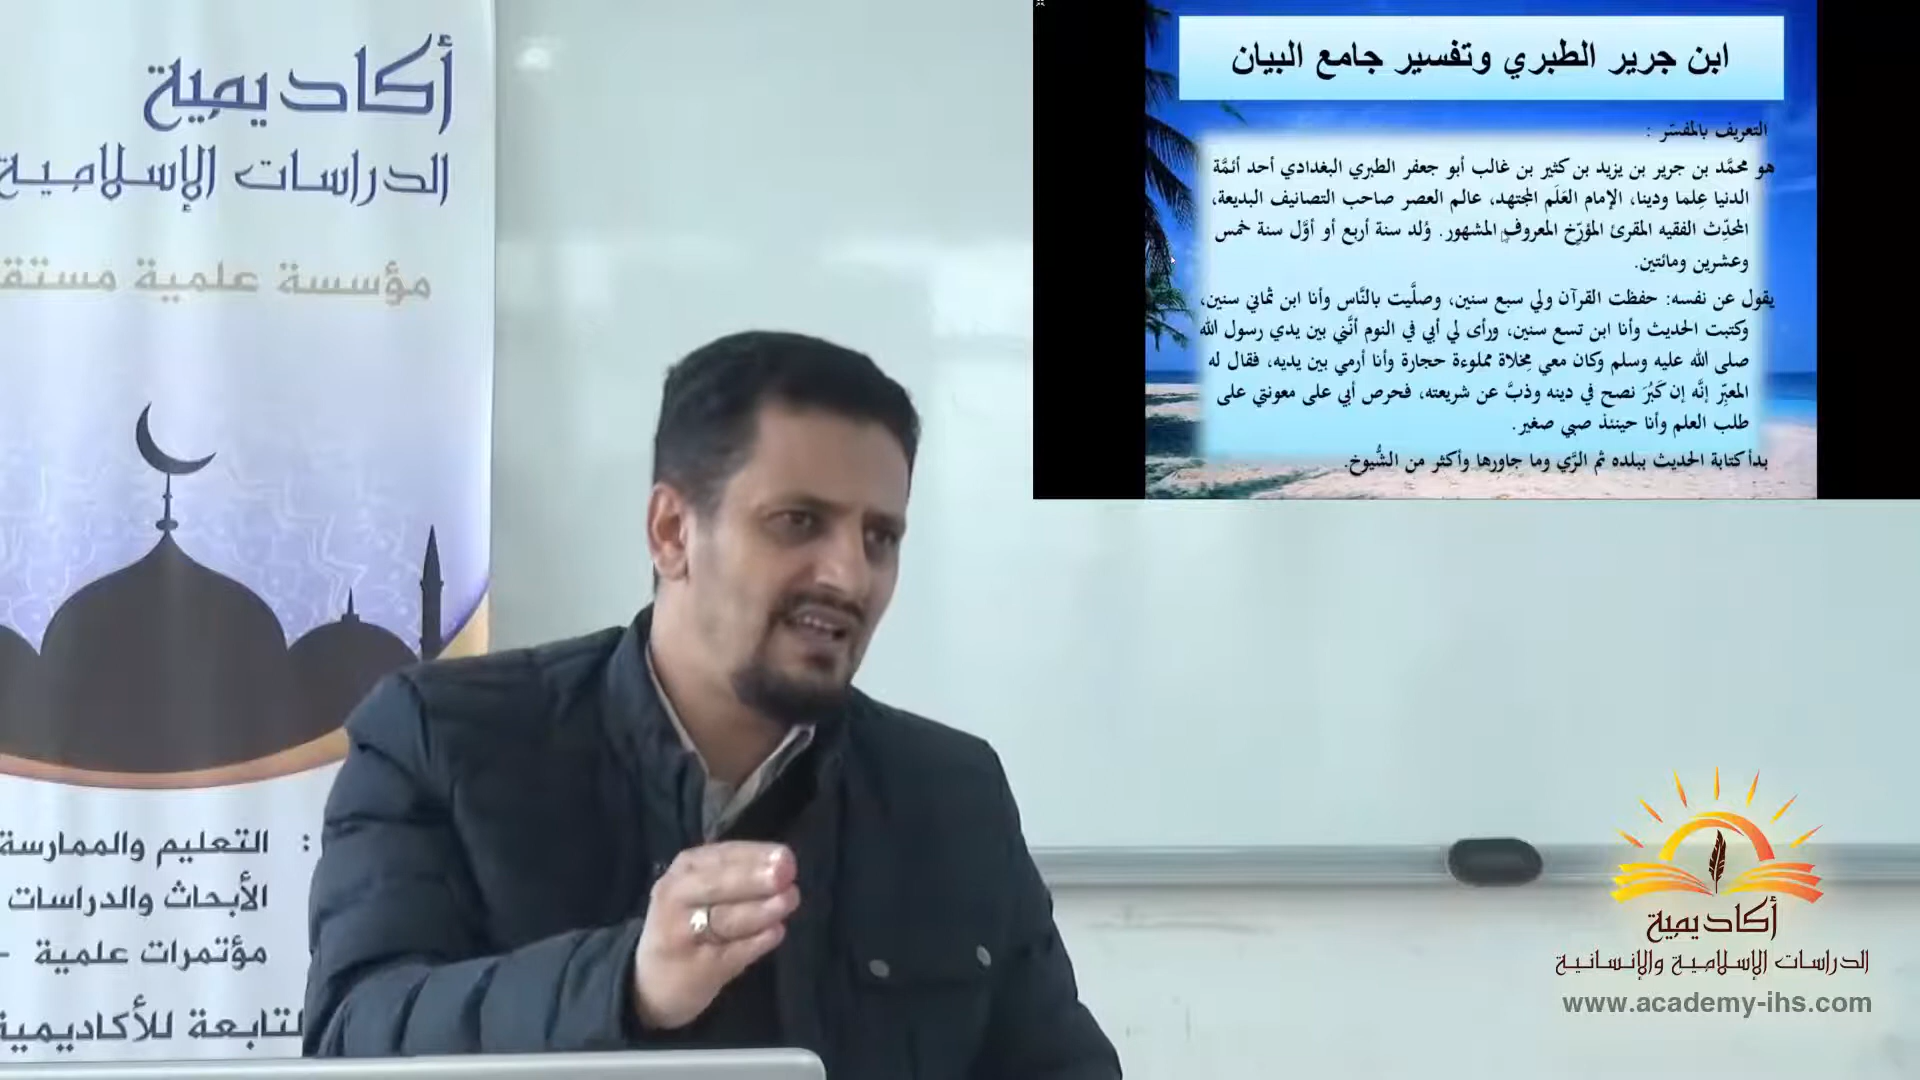 ابن جرير الطبري وتفسير جامع البيان
التعريف بالمفسّر :
هو محمَّد بن جرير بن يزيد بن كثير بن غالب أبو جعفر الطبري البغدادي أحد أئمَّة
الدنيا عِلما ودينا، الإمام العَلَم المجتهد، عالم العصر صاحب التصانيف البديعة،
المحدِّث الفقيه المقرئ المؤرِّخ المعروف المشهور. وُلد سنة أربع أو أوَّل سنة خمس
وعشرين ومائتين.
يقول عن نفسه: حفظت القرآن ولي سبع سنين، وصلَّيت بالنَّاس وأنا ابن ثماني سنين،
وكتبت الحديث وأنا ابن تسع سنين، ورأى لي أبي في النوم أنَّني بين يدي رسول الله
صلى الله عليه وسلم وكان معي مِخلاة مملوءة حجارة وأنا أرمي بين يديه، فقال له
المعبِّر إنَّه إن كَبُرَ نصح في دينه وذبَّ عن شريعته، فحرص أبي على معونتي على
طلب العلم وأنا حينئذ صبي صغير.
بدأ كتابة الحديث ببلده ثم الرَّي وما جاورها وأكثر من الشُّيوخ.
أكاديمية
الدراسات الإسلامية
مؤسسة علمية
: التعليم والممارسة
الأبحاث والدراسات
مؤتمرات علمية -
التابعة للأكاديمية
أكاديمية
الدراسات الإسلامية والإنسانية
www.academy-ihs.com